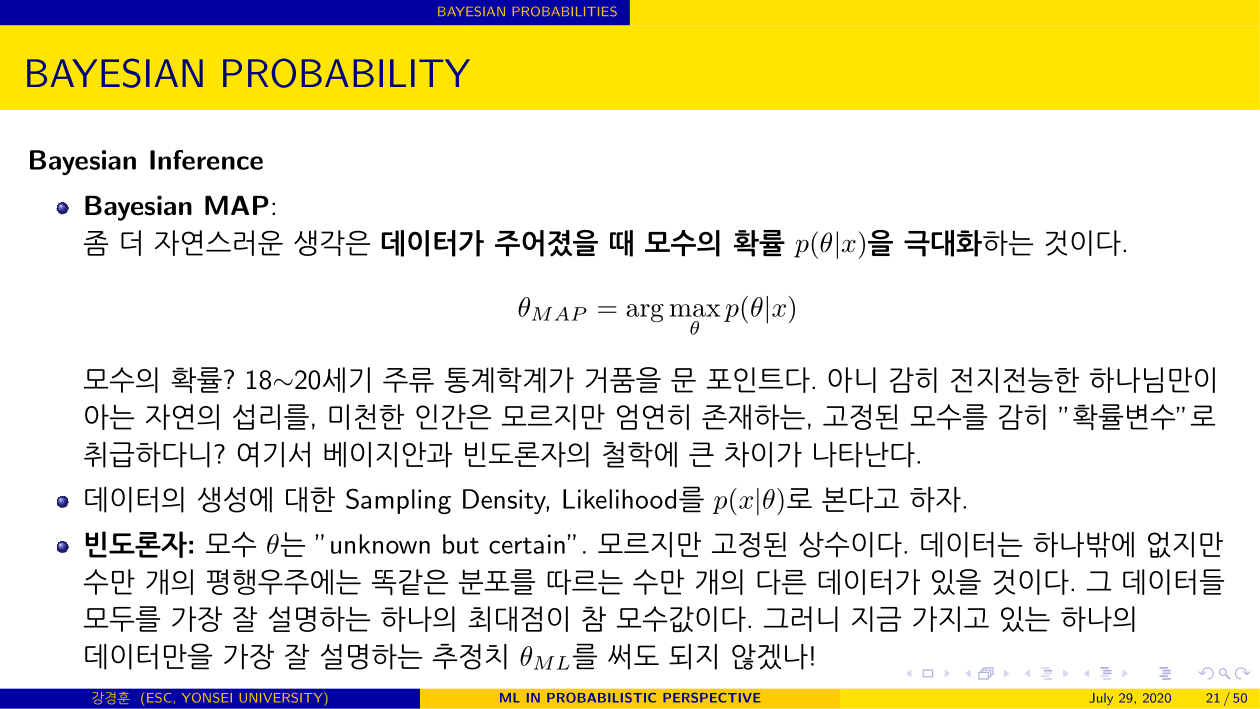 BAYESIAN PROBABILITIES
BAYESIAN PROBABILITY
Bayesian Inference
Bayesian MAP:
좀 더 자연스러운 생각은 데이터가 주어졌을 때 모수의 확률 p(θ|x)을 극대화하는 것이다.
θ_MAP = arg max_θ p(θ|x)
모수의 확률? 18∼20세기 주류 통계학계가 거품을 문 포인트다. 아니 감히 전지전능한 하나님만이
아는 자연의 섭리를, 미천한 인간은 모르지만 엄연히 존재하는, 고정된 모수를 감히 ”확률변수”로
취급하다니? 여기서 베이지안과 빈도론자의 철학에 큰 차이가 나타난다.
데이터의 생성에 대한 Sampling Density, Likelihood를 p(x|θ)로 본다고 하자.
빈도론자: 모수 θ는 ”unknown but certain”. 모르지만 고정된 상수이다. 데이터는 하나밖에 없지만
수만 개의 평행우주에는 똑같은 분포를 따르는 수만 개의 다른 데이터가 있을 것이다. 그 데이터들
모두를 가장 잘 설명하는 하나의 최대점이 참 모수값이다. 그러니 지금 가지고 있는 하나의
데이터만을 가장 잘 설명하는 추정치 θ_ML를 써도 되지 않겠나!
강경훈 (ESC, YONSEI UNIVERSITY) ML IN PROBABILISTIC PERSPECTIVE July 29, 2020 21 / 50